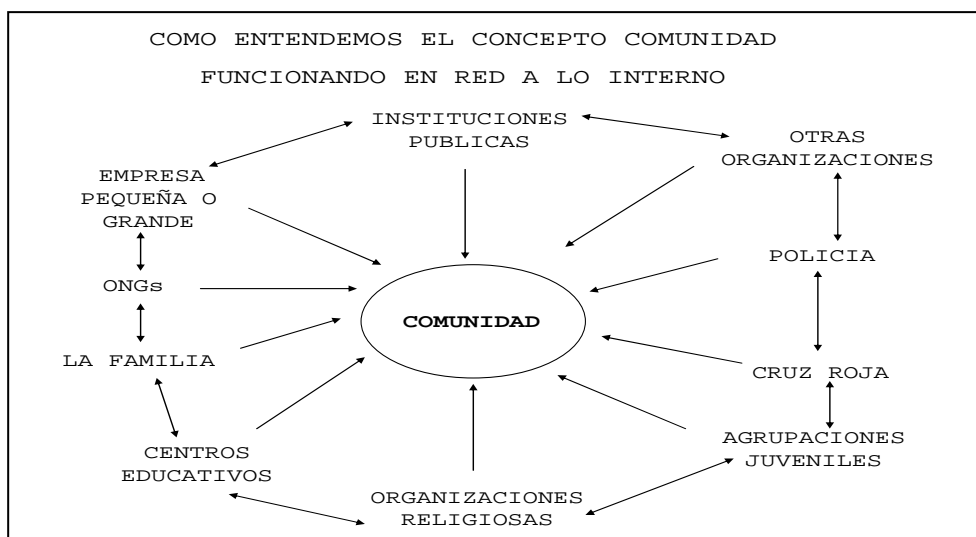 COMO ENTENDEMOS EL CONCEPTO COMUNIDAD
FUNCIONANDO EN RED A LO INTERNO
INSTITUCIONES
PUBLICAS
OTRAS
ORGANIZACIONES
EMPRESA
PEQUEÑA O
GRANDE
POLICIA
ONGs
COMUNIDAD
LA FAMILIA
CRUZ ROJA
AGRUPACIONES
JUVENILES
CENTROS
EDUCATIVOS
ORGANIZACIONES
RELIGIOSAS